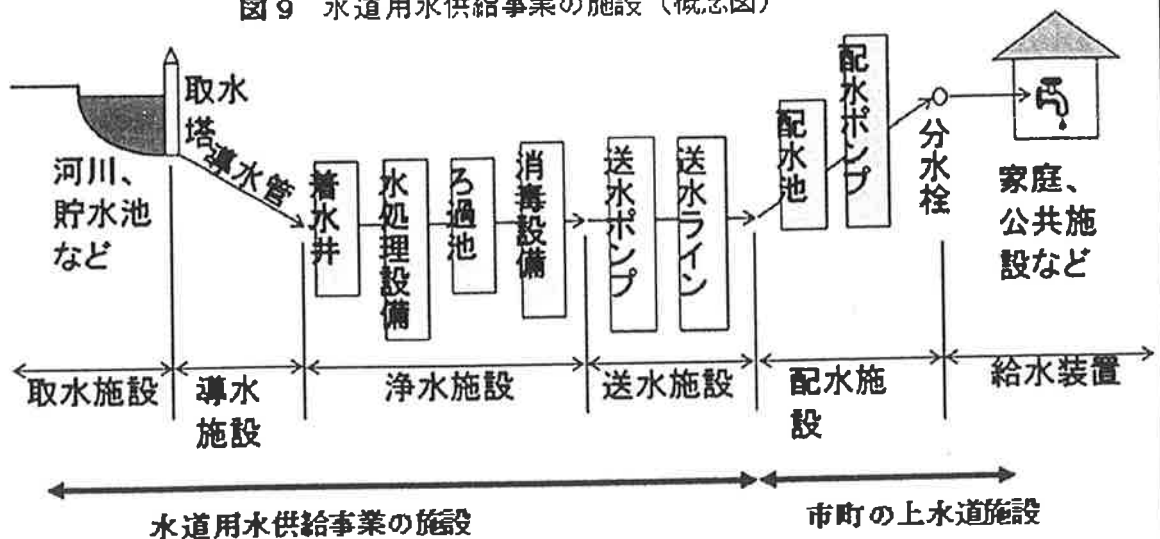 図9 水道用水供給事業の施設（概念図）
取水
塔
導水管
河川、
貯水池
など
着水井
水処理設備
ろ過池
消毒設備
送水ポンプ
送水ライン
配水池
配水ポンプ
分水栓
家庭、
公共施
設など
取水施設
導水
施設
浄水施設
送水施設
配水施
設
給水装置
水道用水供給事業の施設
市町の上水道施設